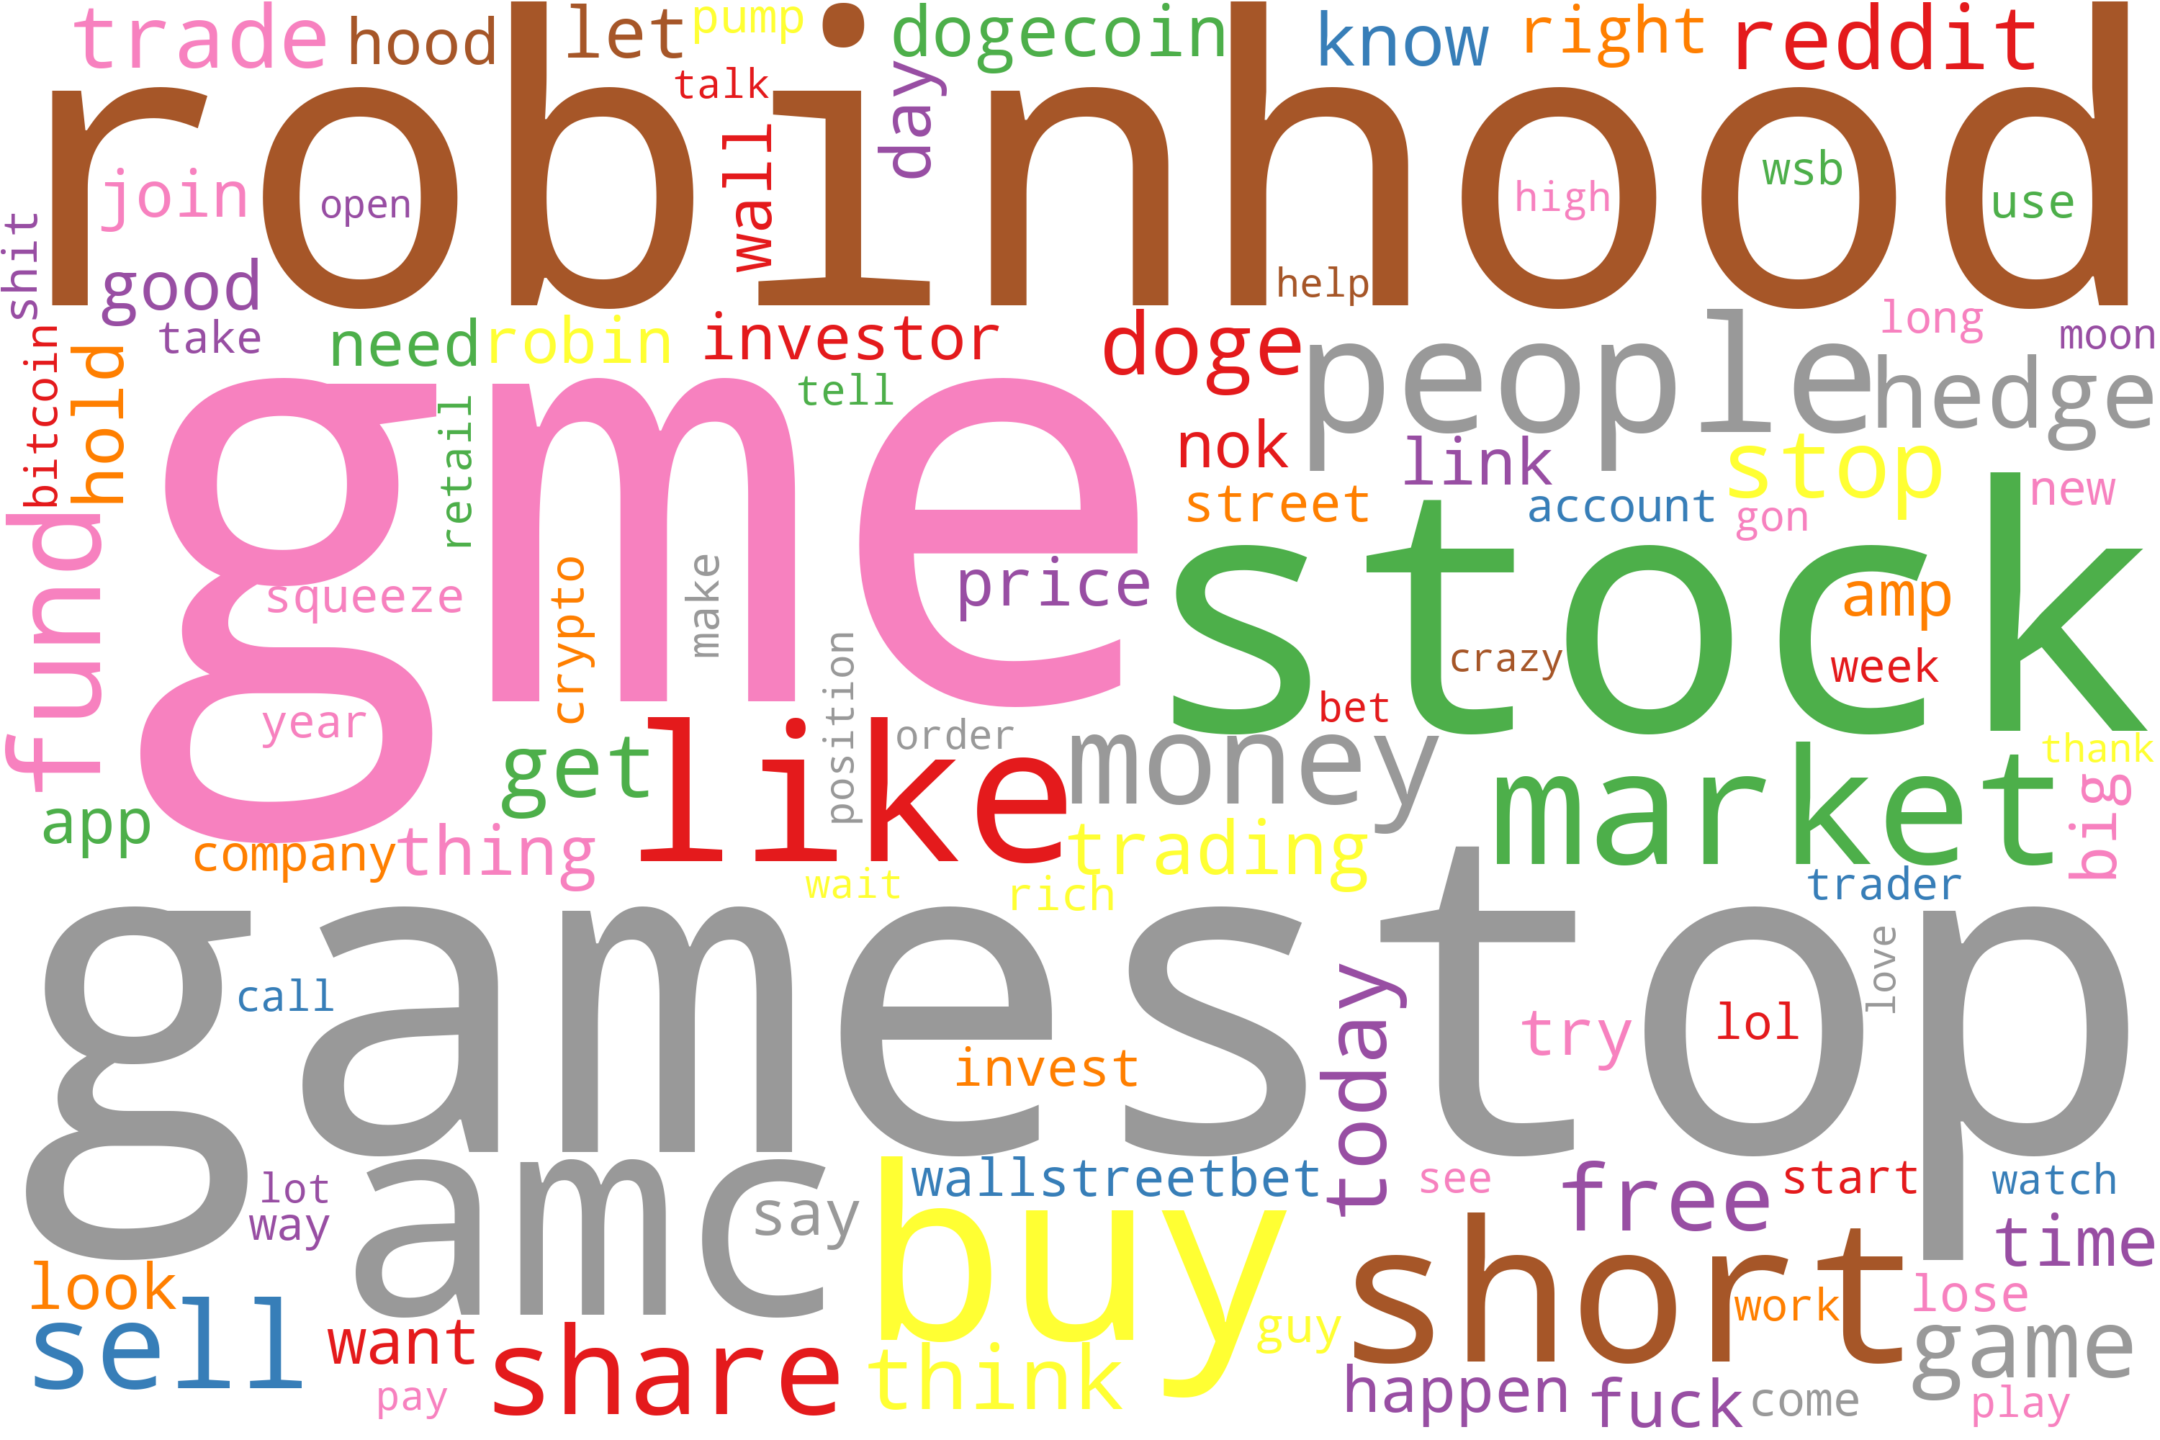 trade
hood
let
pump
dogecoin
know
right
reddit
robinhood
talk
day
wall
join
open
high
wsb
use
shit
good
help
take
need
robin
investor
doge
people
long
moon
hedge
bitcoin
hold
retail
tell
nok
link
stop
new
street
account
gon
gme
stock
fund
squeeze
crypto
make
price
amp
crazy
week
position
year
bet
order
like
get
money
market
thank
big
app
company
thing
trading
wait
rich
trader
gamestop
love
call
invest
today
try
lol
amc
say
wallstreetbet
see
free
start
watch
lot
way
buy
short
time
look
sell
want
share
think
guy
work
lose
game
pay
happen
fuck
come
play